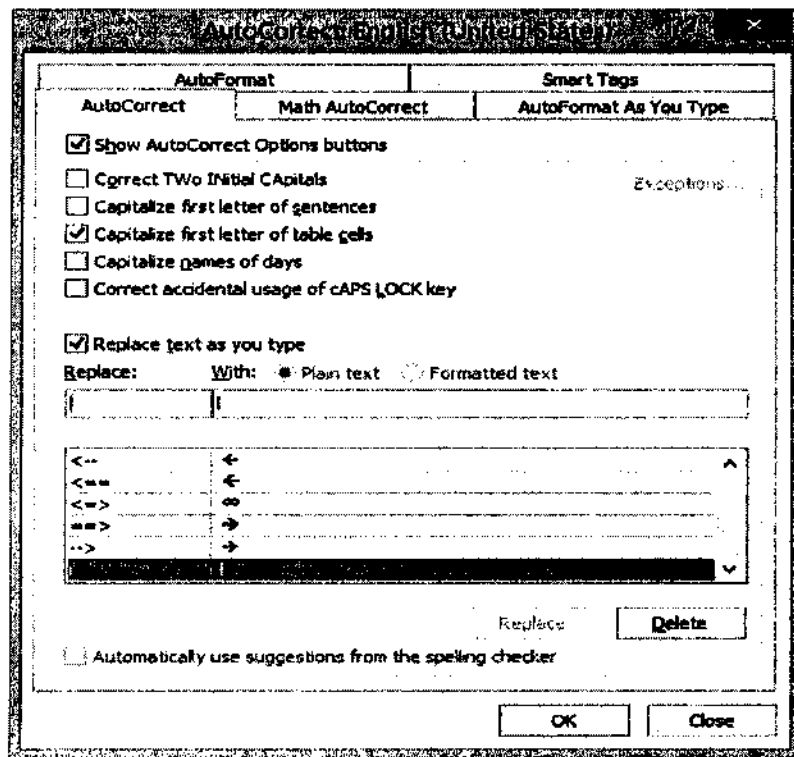 AutoCorrect: English (United States) ? ×
AutoFormat Smart Tags
AutoCorrect Math AutoCorrect AutoFormat As You Type
Show AutoCorrect Options buttons
Correct TWo INitial CApitals Exceptions...
Capitalize first letter of sentences
Capitalize first letter of table cells
Capitalize names of days
Correct accidental usage of cAPS LOCK key
Replace text as you type
Replace: With: Plain text Formatted text
<-- ←
<== ←
<=> ⇔
==> →
--> →
Replace Delete
Automatically use suggestions from the spelling checker
OK Close